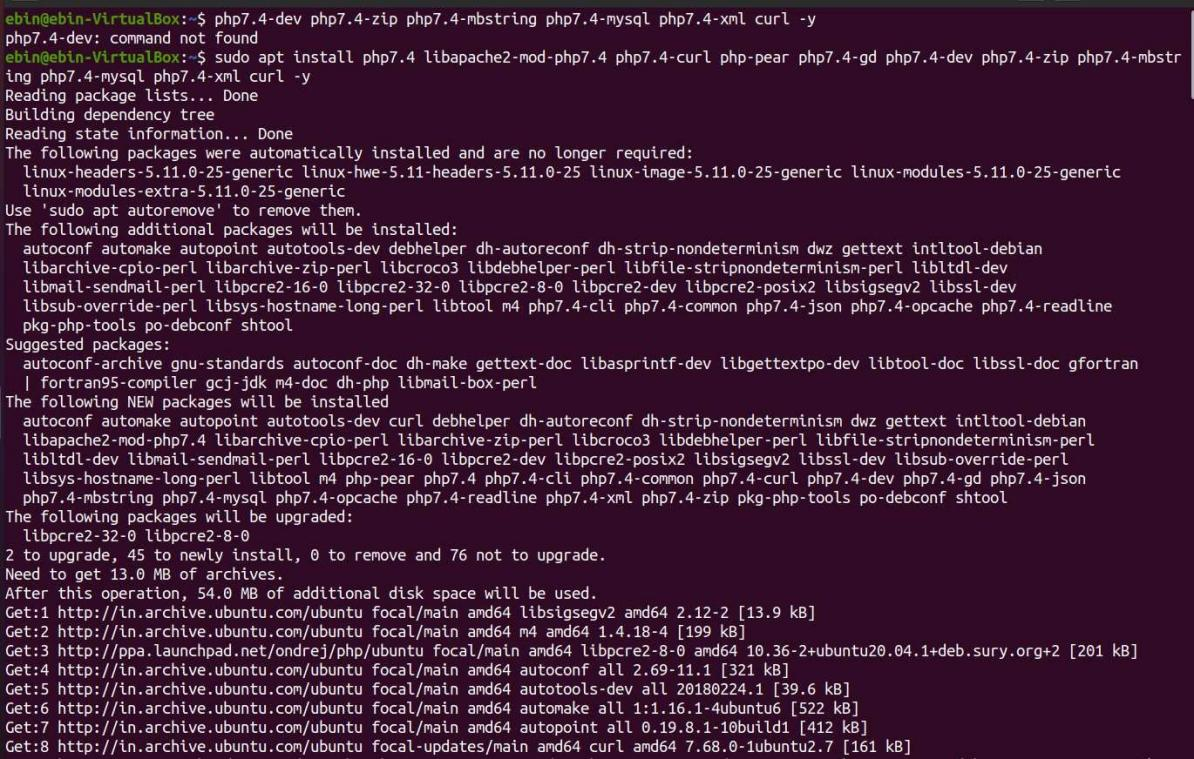 ebin@ebin-VirtualBox:~$ php7.4-dev php7.4-zip php7.4-mbstring php7.4-mysql php7.4-xml curl -y
php7.4-dev: command not found
ebin@ebin-VirtualBox:~$ sudo apt install php7.4 libapache2-mod-php7.4 php7.4-curl php-pear php7.4-gd php7.4-dev php7.4-zip php7.4-mbstr
ing php7.4-mysql php7.4-xml curl -y
Reading package lists... Done
Building dependency tree
Reading state information... Done
The following packages were automatically installed and are no longer required:
  linux-headers-5.11.0-25-generic linux-hwe-5.11-headers-5.11.0-25 linux-image-5.11.0-25-generic linux-modules-5.11.0-25-generic
  linux-modules-extra-5.11.0-25-generic
Use 'sudo apt autoremove' to remove them.
The following additional packages will be installed:
  autoconf automake autopoint autotools-dev debhelper dh-autoreconf dh-strip-nondeterminism dwz gettext intltool-debian
  libarchive-cpio-perl libarchive-zip-perl libcroco3 libdebhelper-perl libfile-stripnondeterminism-perl libltdl-dev
  libmail-sendmail-perl libpcre2-16-0 libpcre2-32-0 libpcre2-8-0 libpcre2-dev libpcre2-posix2 libsigsegv2 libssl-dev
  libsub-override-perl libsys-hostname-long-perl libtool m4 php7.4-cli php7.4-common php7.4-json php7.4-opcache php7.4-readline
  pkg-php-tools po-debconf shtool
Suggested packages:
  autoconf-archive gnu-standards autoconf-doc dh-make gettext-doc libasprintf-dev libgettextpo-dev libtool-doc libssl-doc gfortran
  | fortran95-compiler gcj-jdk m4-doc dh-php libmail-box-perl
The following NEW packages will be installed
  autoconf automake autopoint autotools-dev curl debhelper dh-autoreconf dh-strip-nondeterminism dwz gettext intltool-debian
  libapache2-mod-php7.4 libarchive-cpio-perl libarchive-zip-perl libcroco3 libdebhelper-perl libfile-stripnondeterminism-perl
  libltdl-dev libmail-sendmail-perl libpcre2-16-0 libpcre2-dev libpcre2-posix2 libsigsegv2 libssl-dev libsub-override-perl
  libsys-hostname-long-perl libtool m4 php-pear php7.4 php7.4-cli php7.4-common php7.4-curl php7.4-dev php7.4-gd php7.4-json
  php7.4-mbstring php7.4-mysql php7.4-opcache php7.4-readline php7.4-xml php7.4-zip pkg-php-tools po-debconf shtool
The following packages will be upgraded:
  libpcre2-32-0 libpcre2-8-0
2 to upgrade, 45 to newly install, 0 to remove and 76 not to upgrade.
Need to get 13.0 MB of archives.
After this operation, 54.0 MB of additional disk space will be used.
Get:1 http://in.archive.ubuntu.com/ubuntu focal/main amd64 libsigsegv2 amd64 2.12-2 [13.9 kB]
Get:2 http://in.archive.ubuntu.com/ubuntu focal/main amd64 m4 amd64 1.4.18-4 [199 kB]
Get:3 http://ppa.launchpad.net/ondrej/php/ubuntu focal/main amd64 libpcre2-8-0 amd64 10.36-2+ubuntu20.04.1+deb.sury.org+2 [201 kB]
Get:4 http://in.archive.ubuntu.com/ubuntu focal/main amd64 autoconf all 2.69-11.1 [321 kB]
Get:5 http://in.archive.ubuntu.com/ubuntu focal/main amd64 autotools-dev all 20180224.1 [39.6 kB]
Get:6 http://in.archive.ubuntu.com/ubuntu focal/main amd64 automake all 1:1.16.1-4ubuntu6 [522 kB]
Get:7 http://in.archive.ubuntu.com/ubuntu focal/main amd64 autopoint all 0.19.8.1-10build1 [412 kB]
Get:8 http://in.archive.ubuntu.com/ubuntu focal-updates/main amd64 curl amd64 7.68.0-1ubuntu2.7 [161 kB]